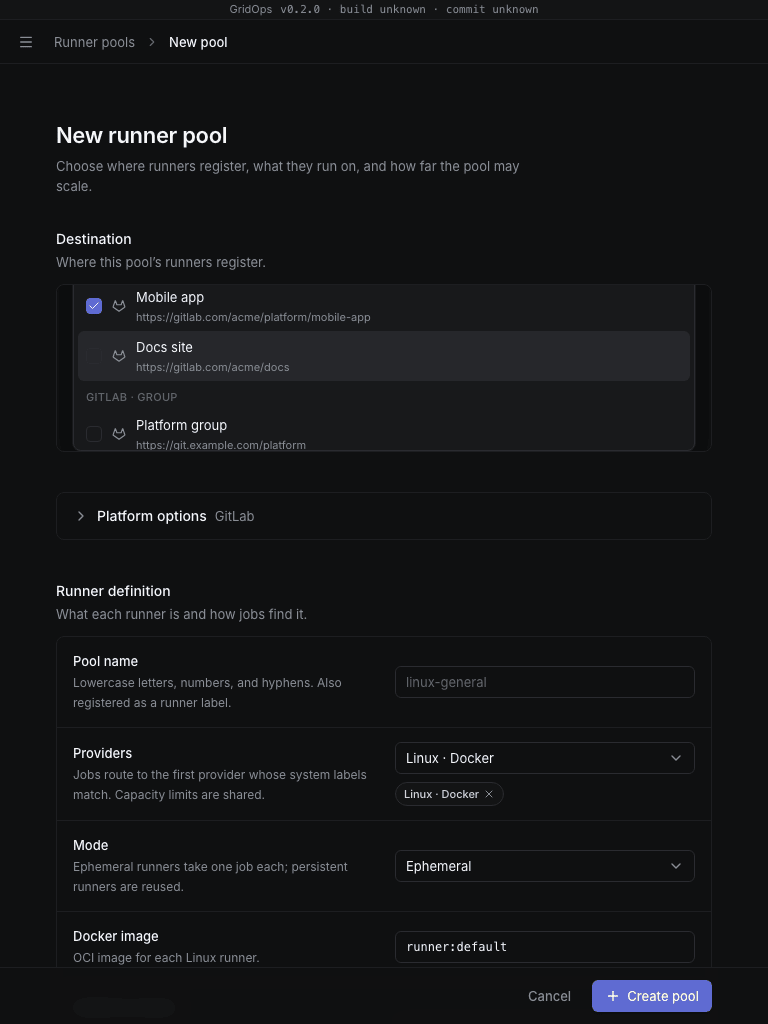 GridOps v0.2.0 · build unknown · commit unknown
Runner pools > New pool
New runner pool
Choose where runners register, what they run on, and how far the pool may
scale.
Destination
Where this pool's runners register.
Mobile app
https://gitlab.com/acme/platform/mobile-app
Docs site
https://gitlab.com/acme/docs
GITLAB · GROUP
Platform group
https://git.example.com/platform
Platform options GitLab
Runner definition
What each runner is and how jobs find it.
Pool name
Lowercase letters, numbers, and hyphens. Also
registered as a runner label.
linux-general
Providers
Jobs route to the first provider whose system labels
match. Capacity limits are shared.
Linux · Docker
Linux · Docker ×
Mode
Ephemeral runners take one job each; persistent
runners are reused.
Ephemeral
Docker image
OCI image for each Linux runner.
runner:default
Cancel
+ Create pool